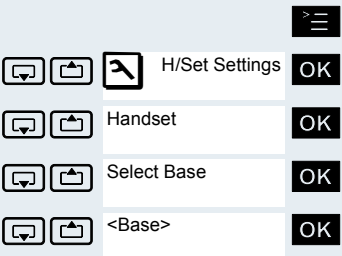 H/Set Settings OK
Handset OK
Select Base OK
<Base> OK